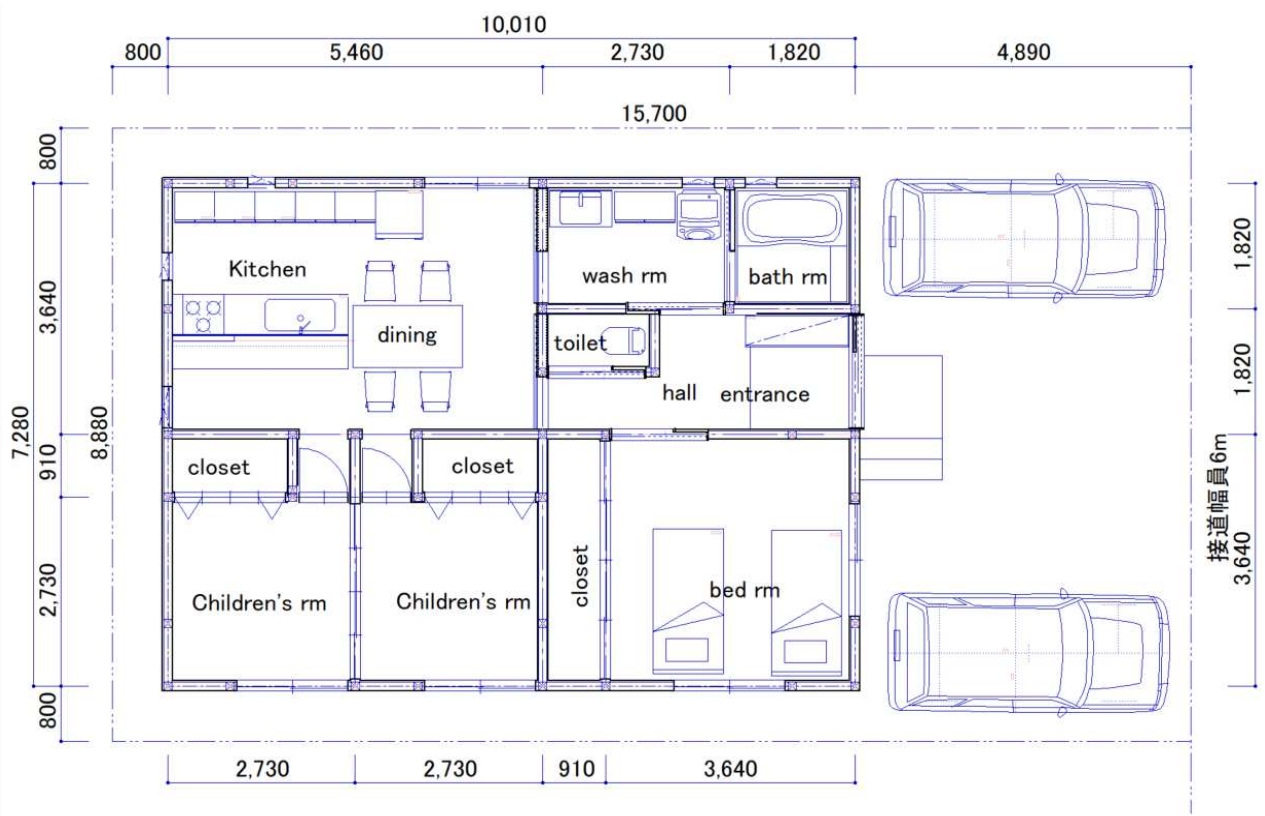 10,010
800 5,460 2,730 1,820 4,890
15,700
800
3,640
7,280
8,880
910
2,730
800
Kitchen
dining
wash rm
bath rm
toilet
hall
entrance
closet
closet
closet
Children's rm
Children's rm
bed rm
1,820
1,820
接道幅員6m
3,640
2,730 2,730 910 3,640